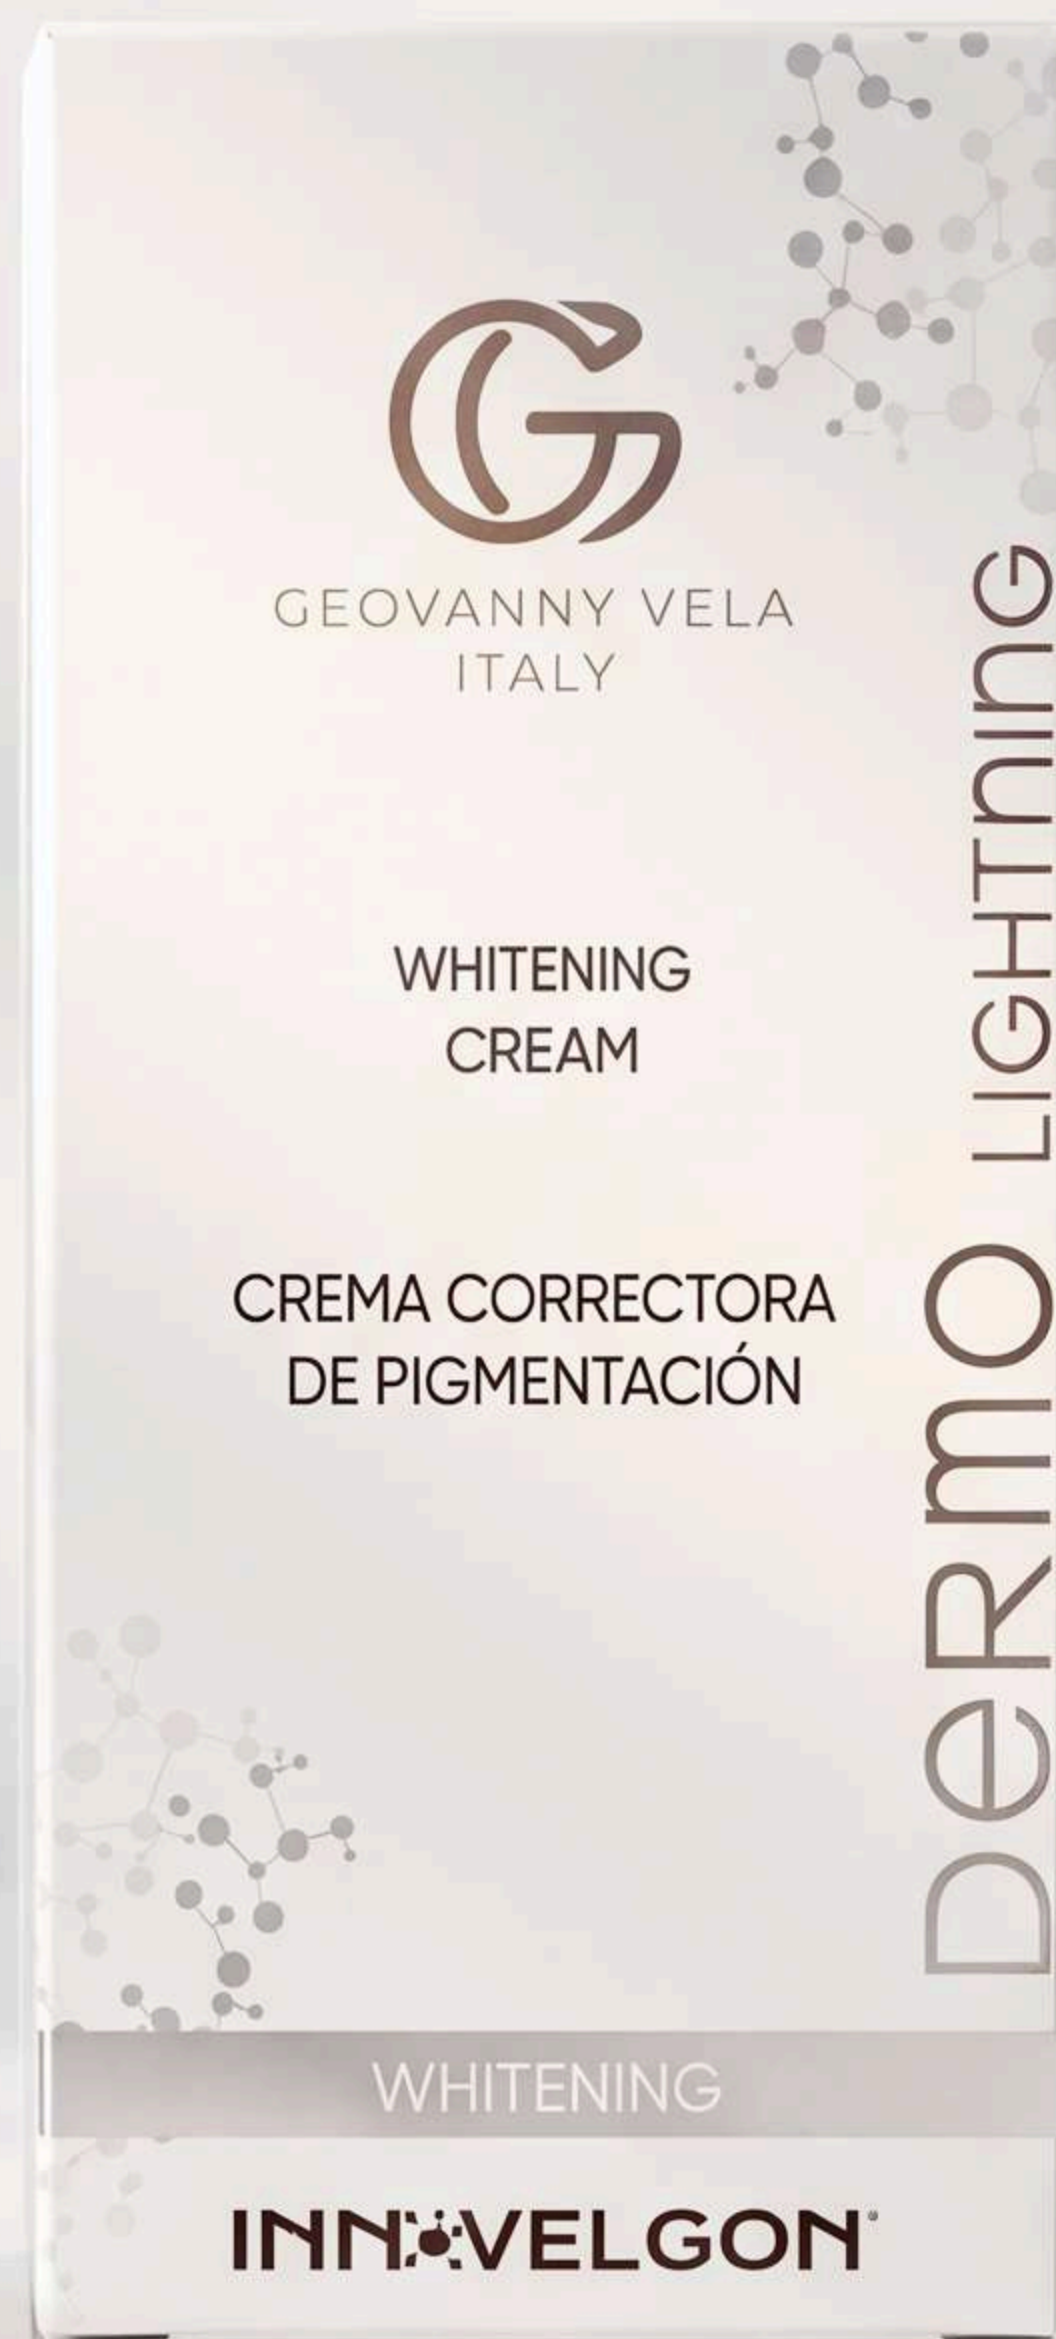 GEOVANNY VELA
ITALY
WHITENING
CREAM
CREMA CORRECTORA
DE PIGMENTACIÓN
DeRmO LIGHTnInG
WHITENING
INNOVELGON®